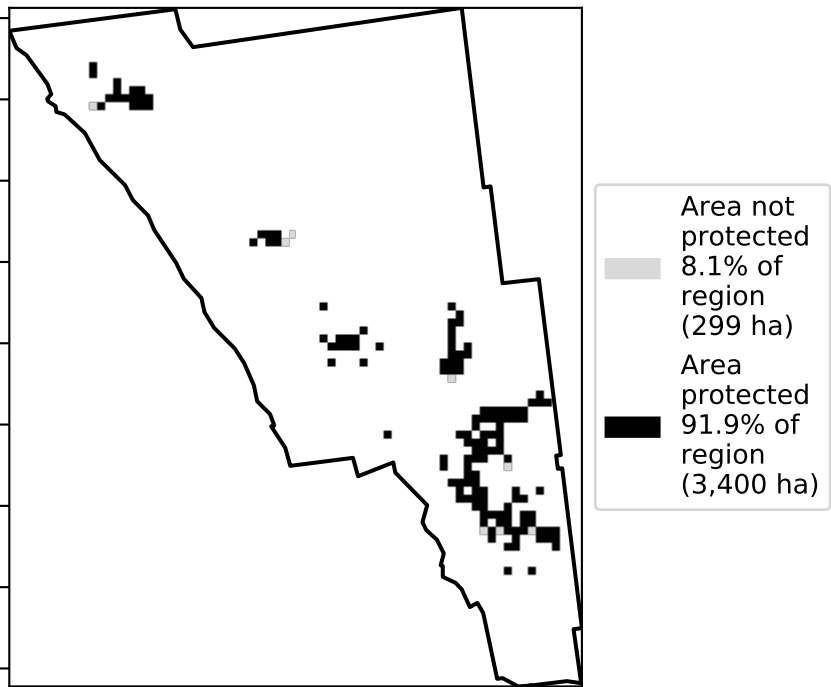 Area not
protected
8.1% of
region
(299 ha)
Area
protected
91.9% of
region
(3,400 ha)